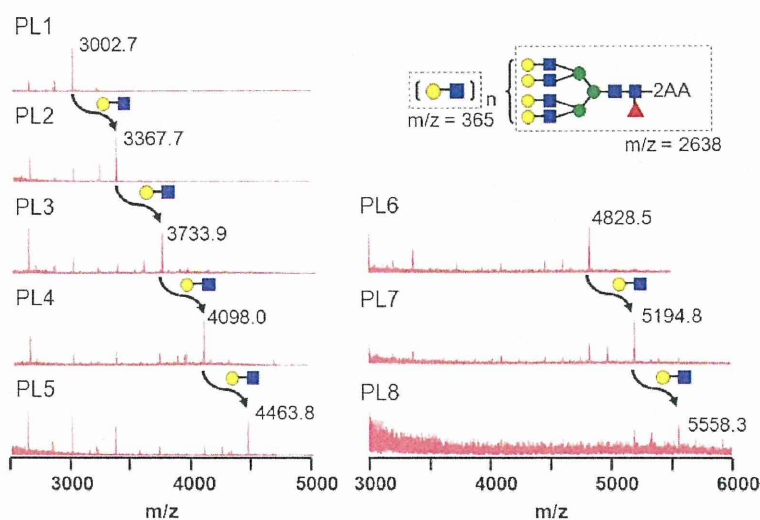 PL1
3002.7
PL2
3367.7
PL3
3733.9
PL4
4098.0
PL5
4463.8
3000 4000 5000
m/z
n
2AA
m/z = 365
m/z = 2638
PL6
4828.5
PL7
5194.8
PL8
5558.3
3000 4000 5000 6000
m/z